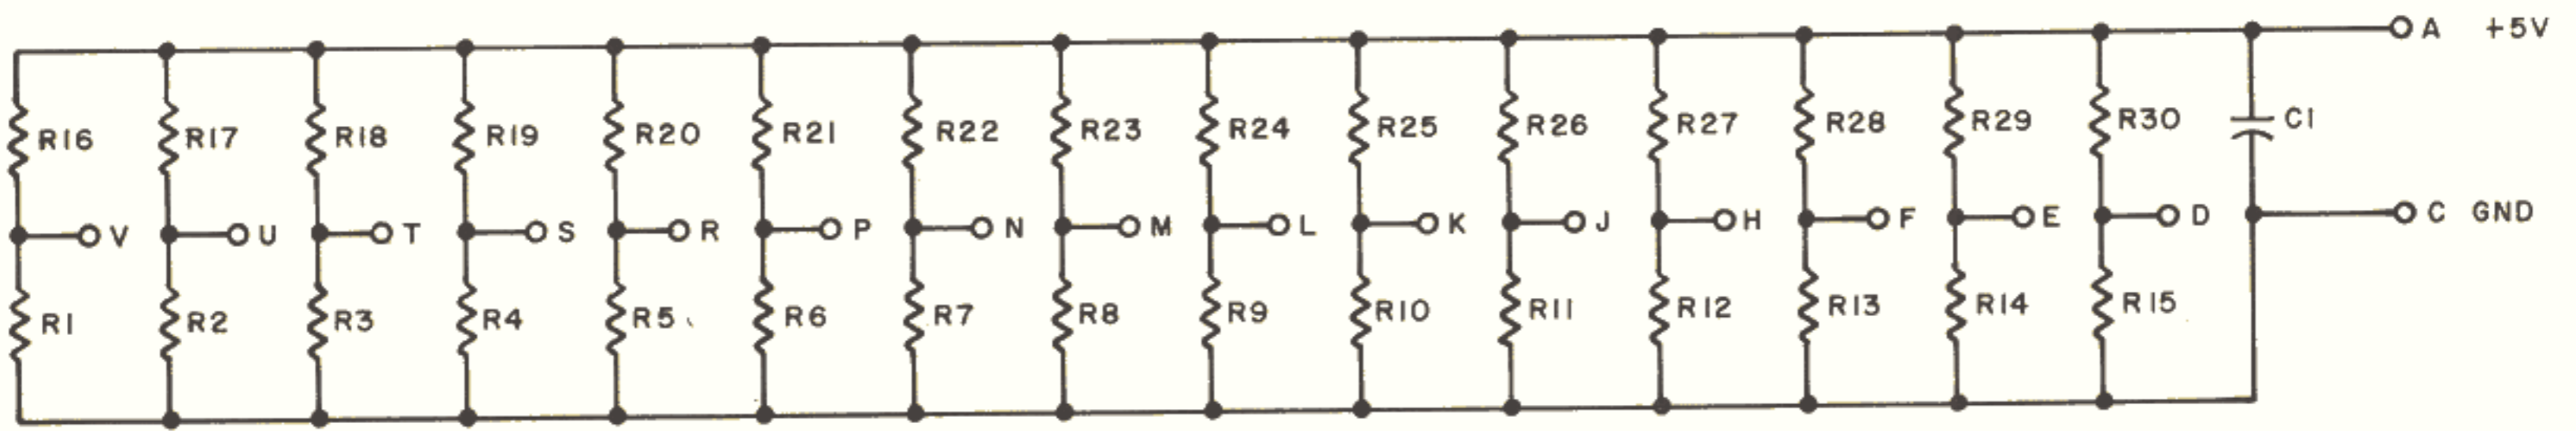 A +5V
R16 R17 R18 R19 R20 R21 R22 R23 R24 R25 R26 R27 R28 R29 R30 C1
V U T S R P N M L K J H F E D C GND
R1 R2 R3 R4 R5 R6 R7 R8 R9 R10 R11 R12 R13 R14 R15